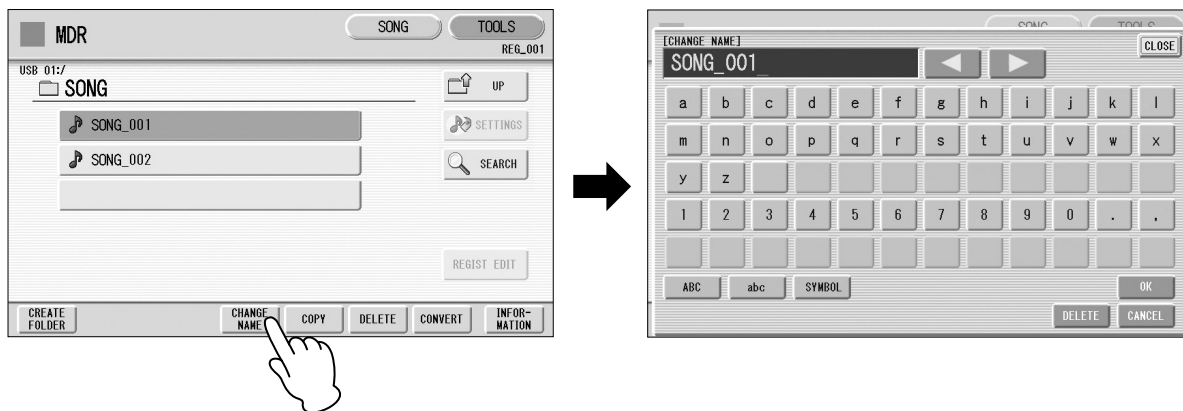 MDR
SONG
TOOLS
REG_001
USB 01:/
SONG
UP
SONG_001
SETTINGS
SONG_002
SEARCH
REGIST EDIT
CREATE
FOLDER
CHANGE
NAME
COPY
DELETE
CONVERT
INFOR-
MATION
[CHANGE NAME]
CLOSE
SONG_001_
a b c d e f g h i j k l
m n o p q r s t u v w x
y z
1 2 3 4 5 6 7 8 9 0 . ,
ABC abc SYMBOL OK
DELETE CANCEL